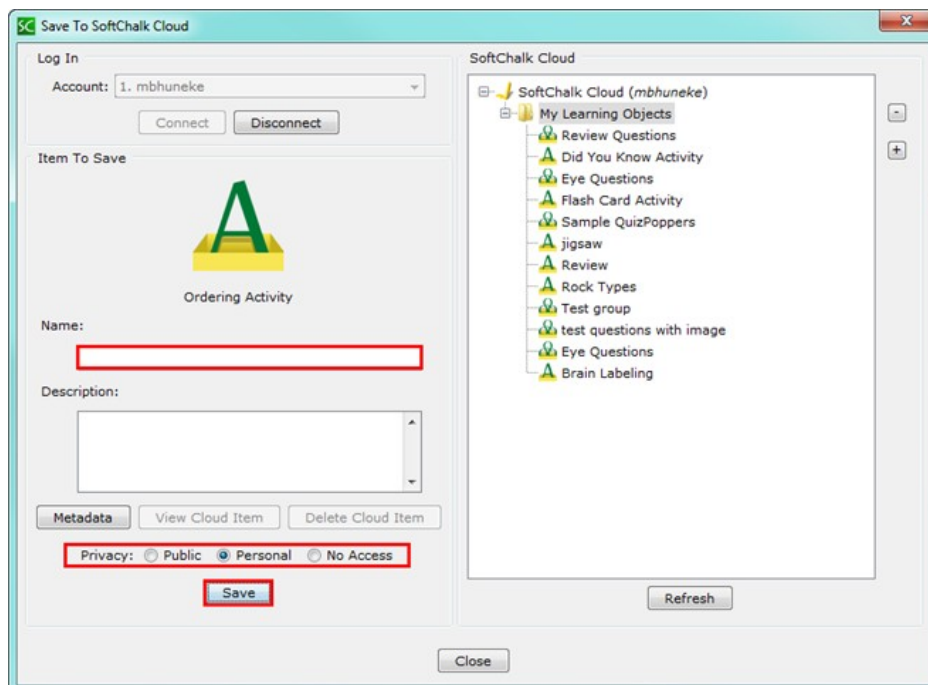 SC Save To SoftChalk Cloud
x
Log In
Account: 1. mbhuneke
Connect Disconnect
Item To Save
A
Ordering Activity
Name:
Description:
Metadata View Cloud Item Delete Cloud Item
Privacy: Public Personal No Access
Save
SoftChalk Cloud
SoftChalk Cloud (mbhuneke)
My Learning Objects
Review Questions
A Did You Know Activity
Eye Questions
A Flash Card Activity
Sample QuizPoppers
A jigsaw
A Review
A Rock Types
Test group
test questions with image
Eye Questions
A Brain Labeling
-
+
Refresh
Close